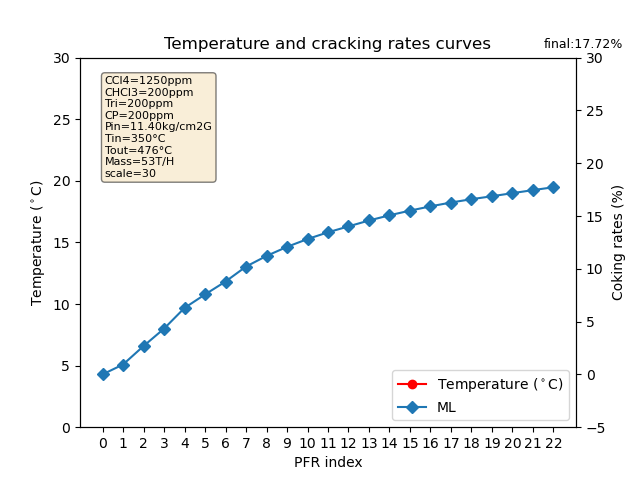 Temperature and cracking rates curves
final:17.72%
CCl4=1250ppm
CHCl3=200ppm
Tri=200ppm
CP=200ppm
Pin=11.40kg/cm2G
Tin=350°C
Tout=476°C
Mass=53T/H
scale=30
30
25
20
15
10
5
0
Temperature (°C)
30
25
20
15
10
5
0
−5
Coking rates (%)
Temperature (°C)
ML
0 1 2 3 4 5 6 7 8 9 10 11 12 13 14 15 16 17 18 19 20 21 22
PFR index